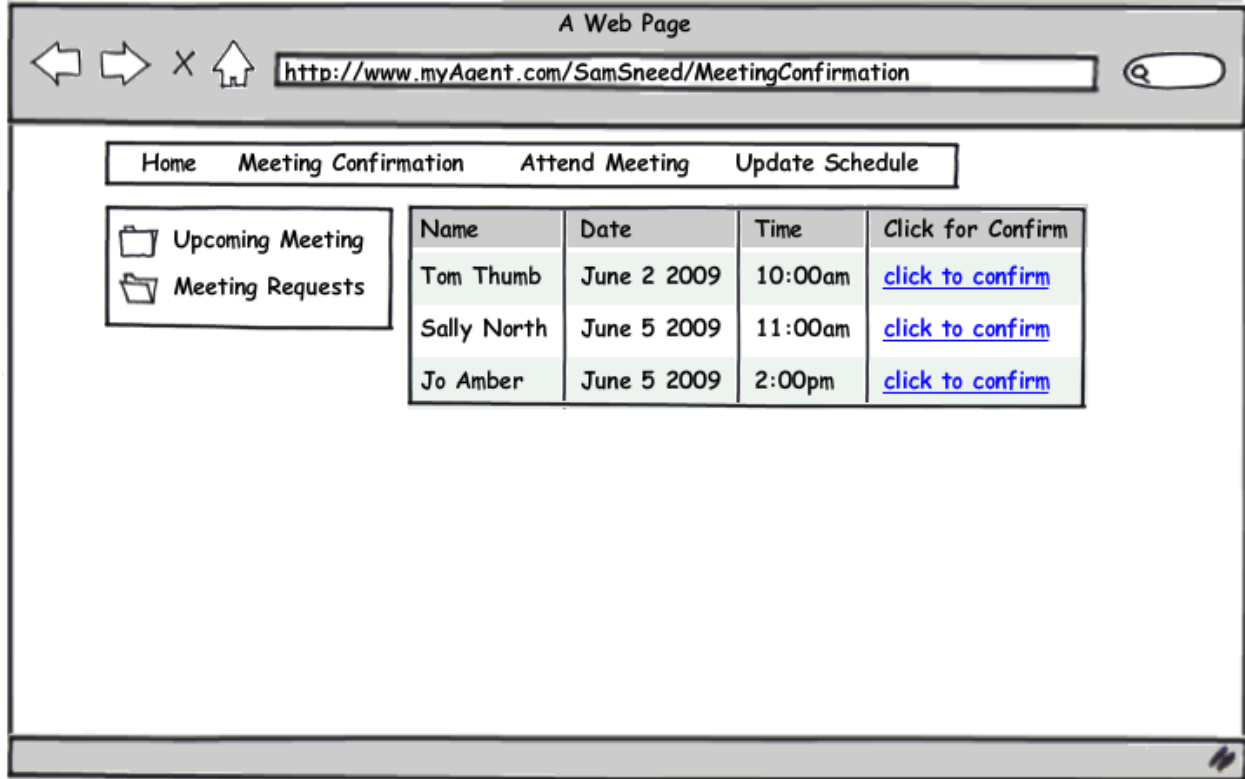 A Web Page
http://www.myAgent.com/SamSneed/MeetingConfirmation
Home Meeting Confirmation Attend Meeting Update Schedule
Upcoming Meeting
Meeting Requests
Name Date Time Click for Confirm
Tom Thumb June 2 2009 10:00am click to confirm
Sally North June 5 2009 11:00am click to confirm
Jo Amber June 5 2009 2:00pm click to confirm